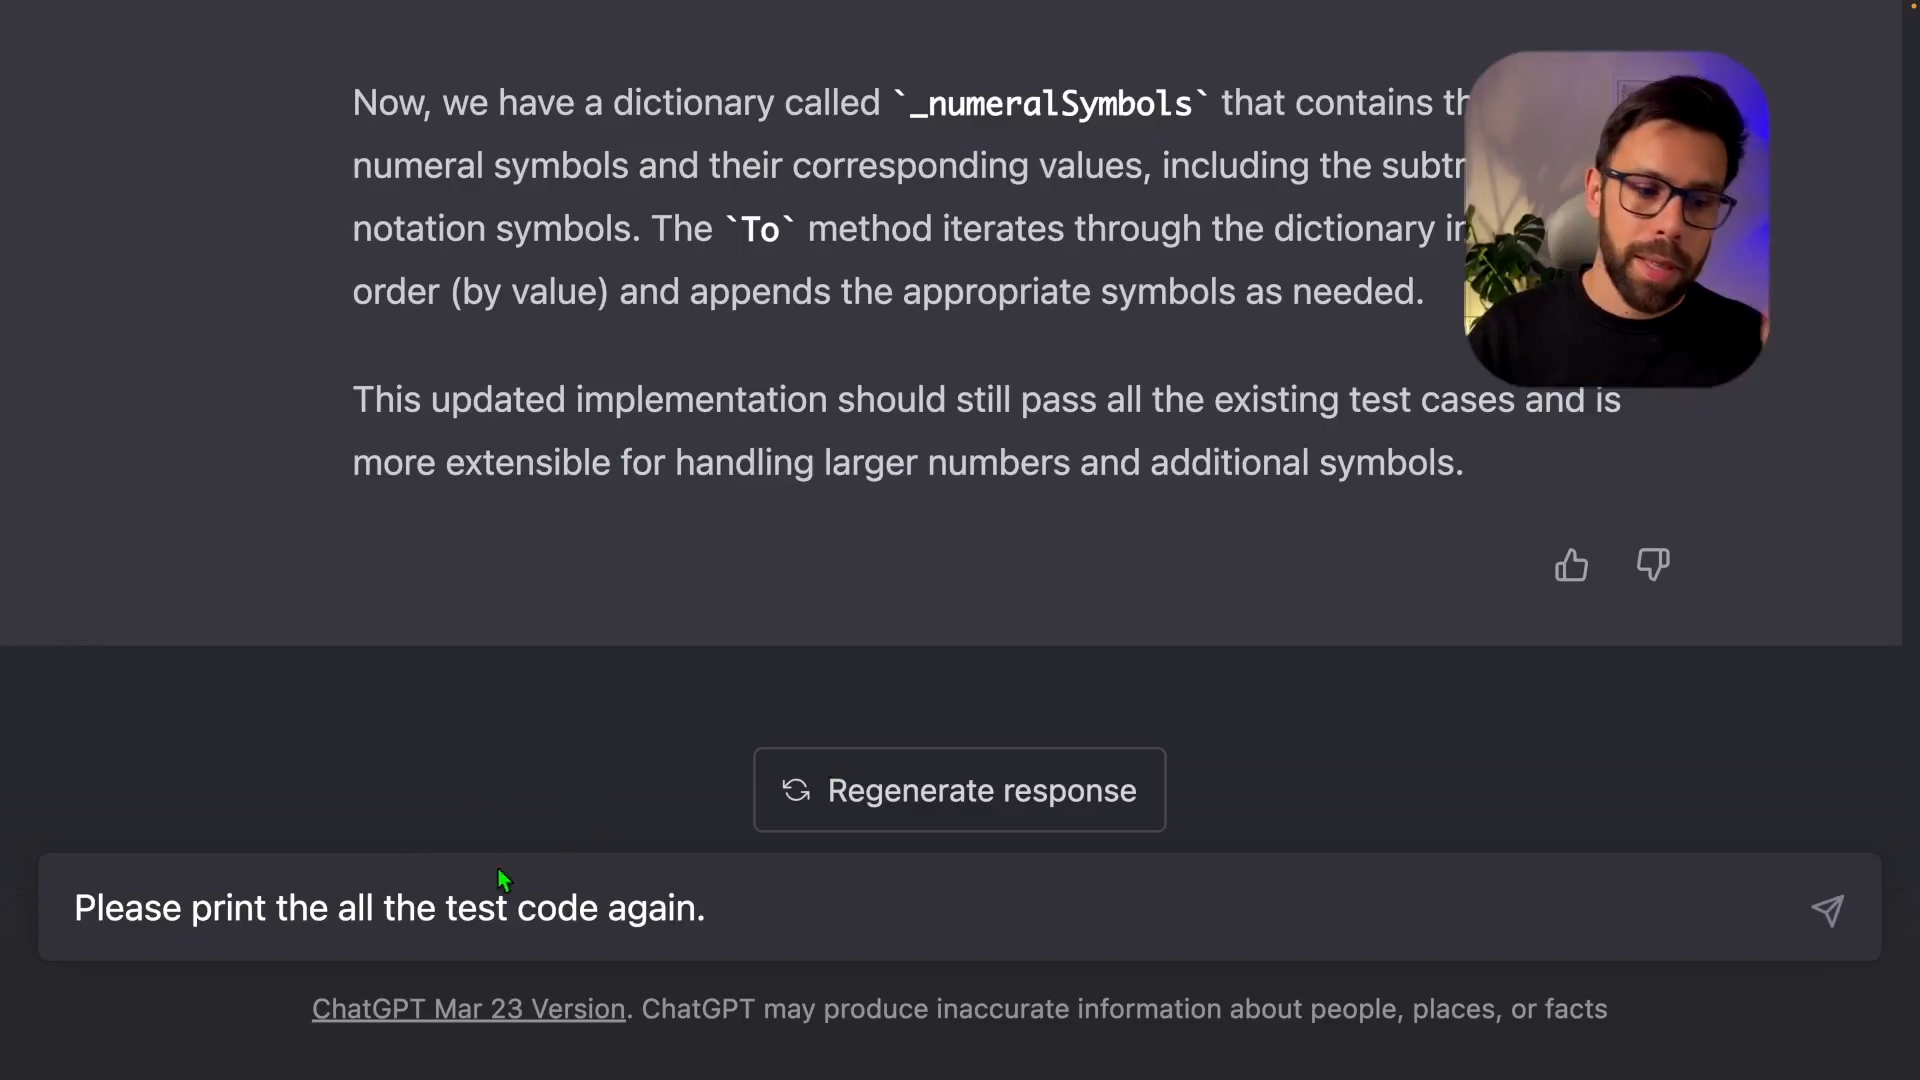 Now, we have a dictionary called `_numeralSymbols` that contains
numeral symbols and their corresponding values, including the
notation symbols. The `To` method iterates through the dictionary
order (by value) and appends the appropriate symbols as needed.
This updated implementation should still pass all the existing test cases and is
more extensible for handling larger numbers and additional symbols.
Regenerate response
Please print the all the test code again.
ChatGPT Mar 23 Version. ChatGPT may produce inaccurate information about people, places, or facts